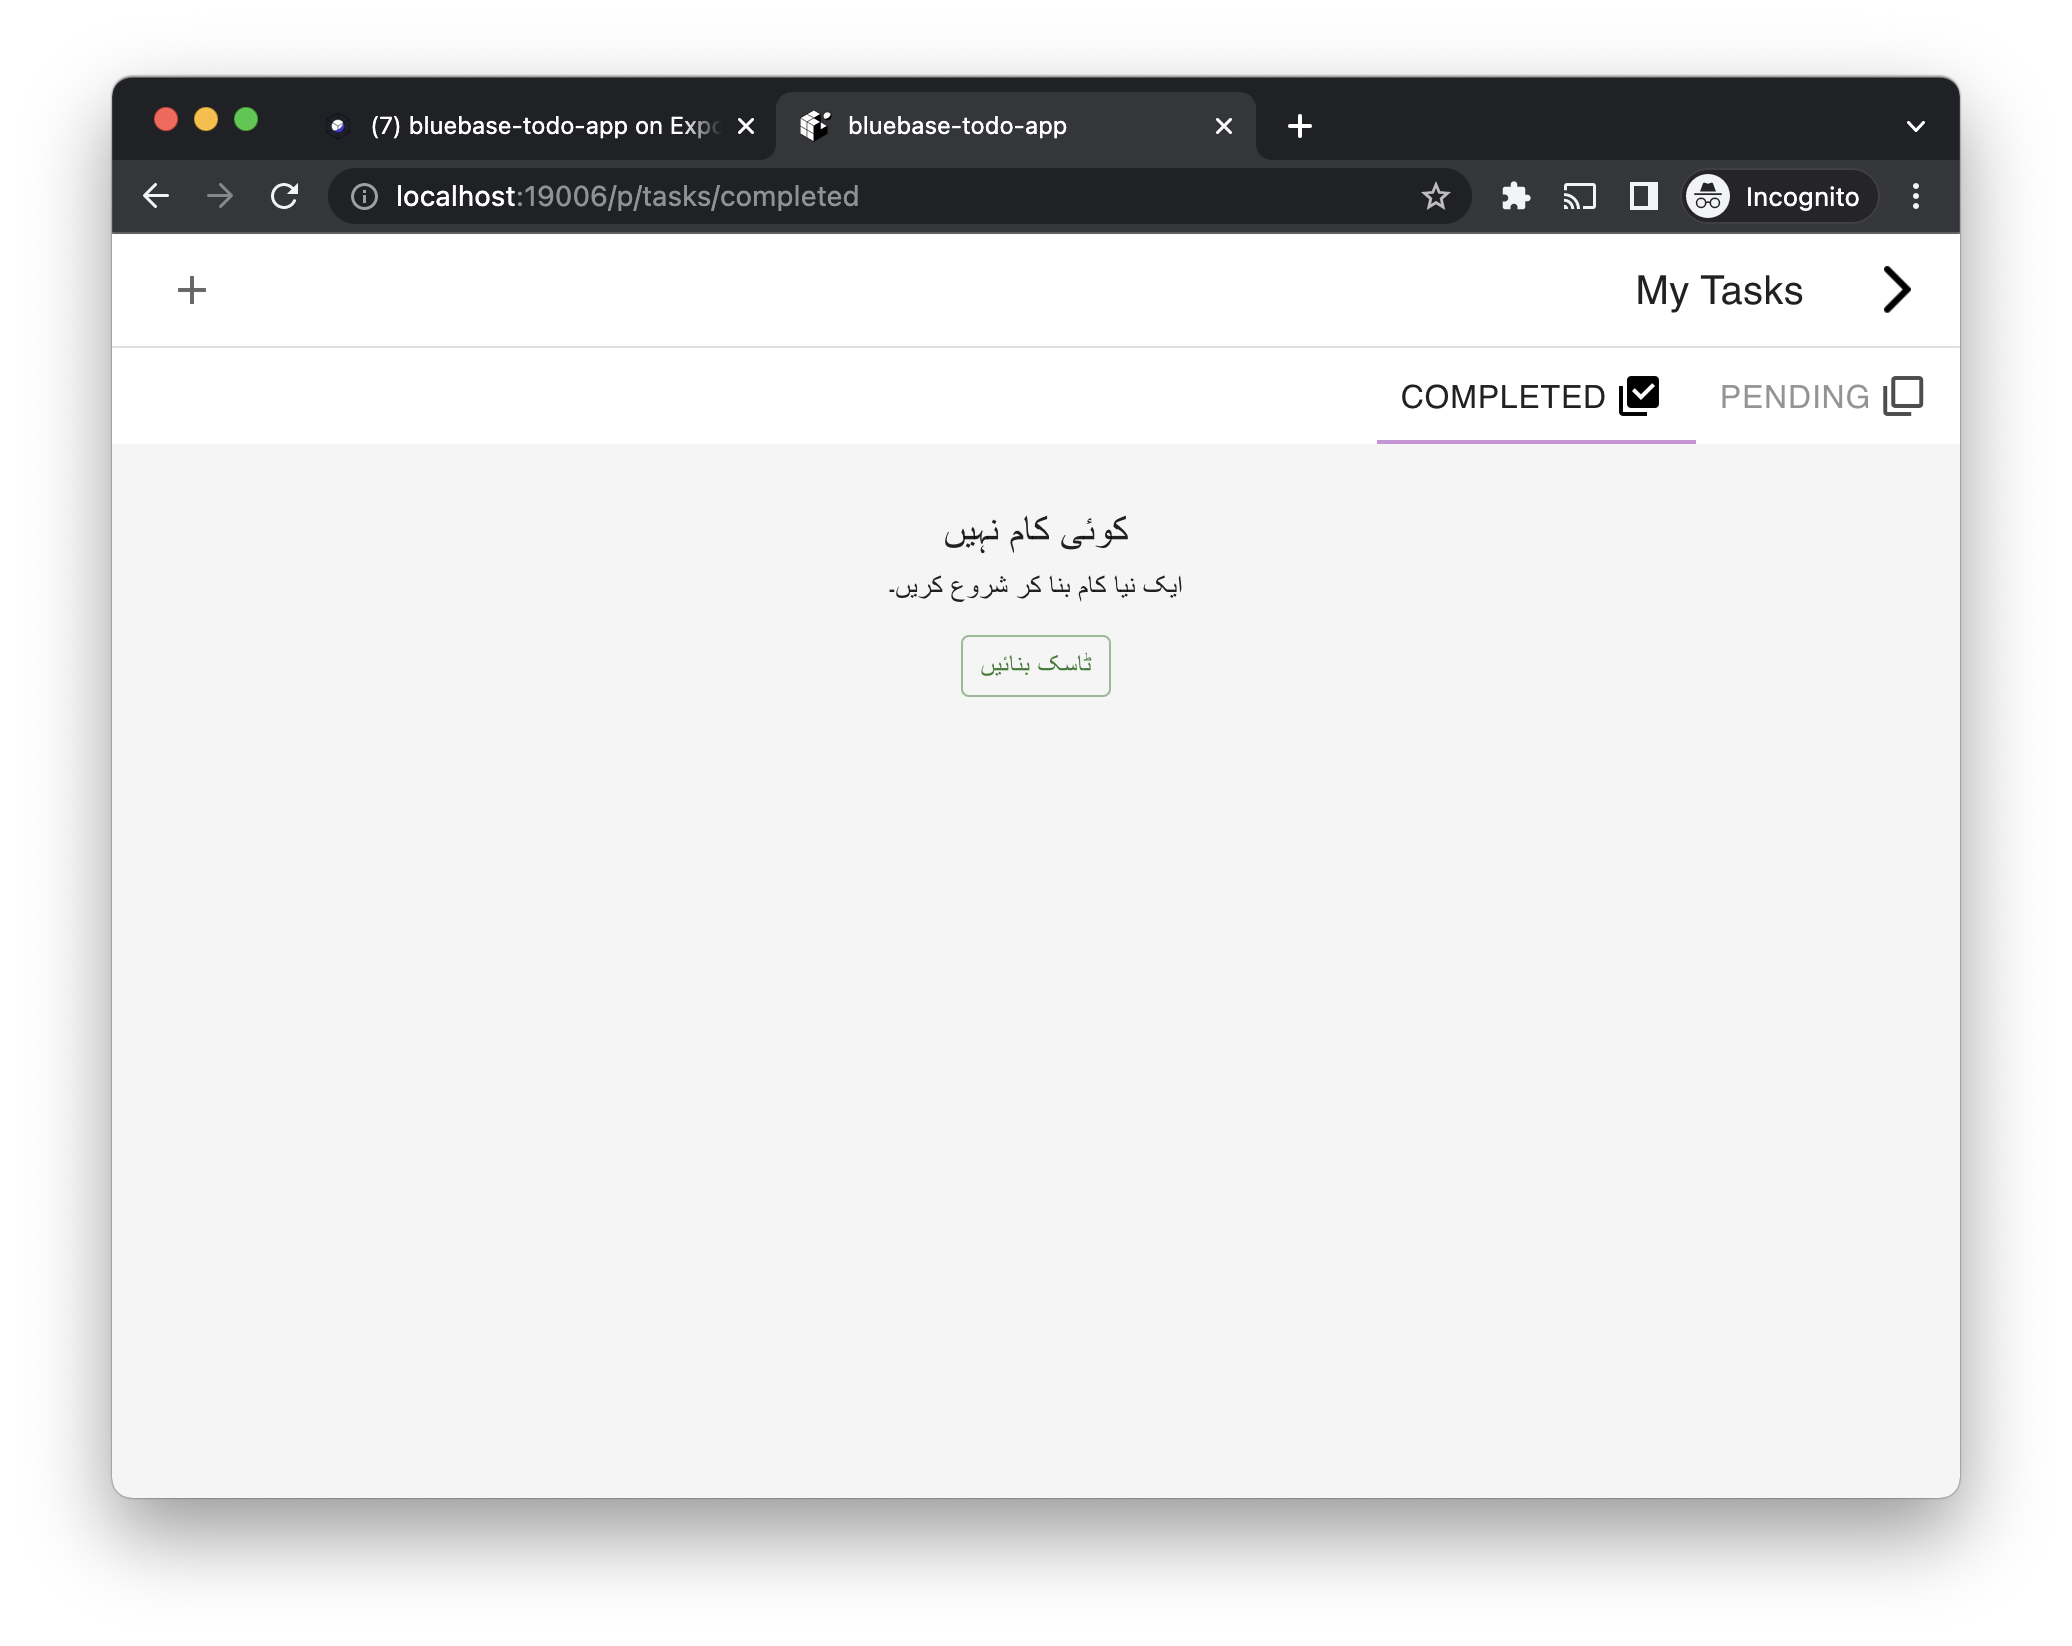 (7) bluebase-todo-app on Expo
bluebase-todo-app
localhost:19006/p/tasks/completed
Incognito
My Tasks
PENDING
COMPLETED
کوئی کام نہیں
ایک نیا کام بنا کر شروع کریں۔
ٹاسک بنائیں